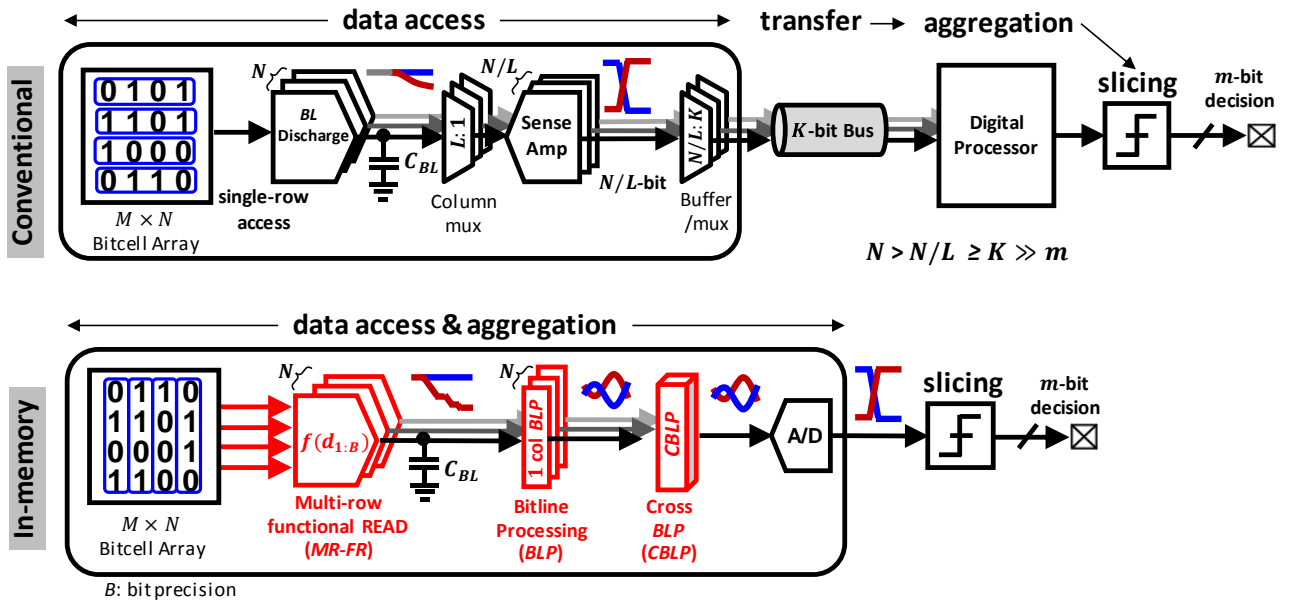 data access
transfer
aggregation
Conventional
0 1 0 1
1 1 0 1
1 0 0 0
0 1 1 0
M × N
Bitcell Array
single-row
access
N
BL
Discharge
C_BL
L: 1
Column
mux
N/L
Sense
Amp
N/L-bit
N/L: K
Buffer
/mux
K-bit Bus
Digital
Processor
slicing
m-bit
decision
N > N/L ≥ K ≫ m
data access & aggregation
In-memory
0 1 1 0
1 1 0 1
0 0 0 1
1 1 0 0
M × N
Bitcell Array
N
f(d_1:B)
Multi-row
functional READ
(MR-FR)
C_BL
N
1 col BLP
Bitline
Processing
(BLP)
CBLP
Cross
BLP
(CBLP)
A/D
slicing
m-bit
decision
B: bit precision